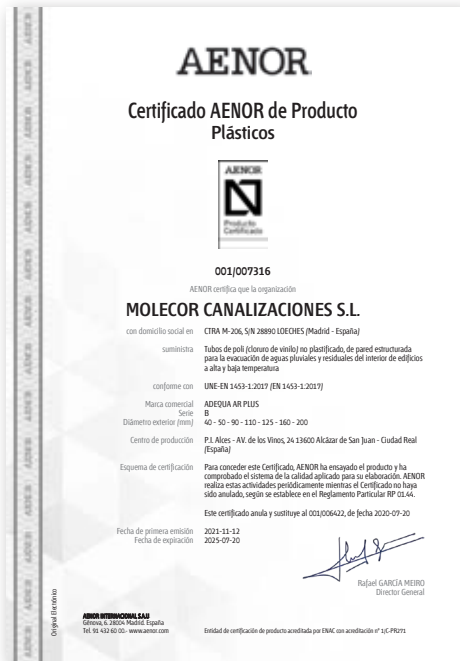 AENOR
Certificado AENOR de Producto
Plásticos
AENOR
Producto
Certificado
001/007316
AENOR certifica que la organización
MOLECOR CANALIZACIONES S.L.
con domicilio social en CTRA M-206, S/N 28890 LOECHES (Madrid - España)
suministra Tubos de poli (cloruro de vinilo) no plastificado, de pared estructurada
para la evacuación de aguas pluviales y residuales del interior de edificios
a alta y baja temperatura
conforme con UNE-EN 1453-1:2017 (EN 1453-1:2017)
Marca comercial ADEQUA AR PLUS
Serie B
Diámetro exterior (mm) 40 - 50 - 90 - 110 - 125 - 160 - 200
Centro de producción P.I. Alces - AV. de los Vinos, 24 13600 Alcázar de San Juan - Ciudad Real
(España)
Esquema de certificación Para conceder este Certificado, AENOR ha ensayado el producto y ha
comprobado el sistema de la calidad aplicado para su elaboración. AENOR
realiza estas actividades periódicamente mientras el Certificado no haya
sido anulado, según se establece en el Reglamento Particular RP 01.44.
Este certificado anula y sustituye al 001/006422, de fecha 2020-07-20
Fecha de primera emisión 2021-11-12
Fecha de expiración 2025-07-20
Rafael GARCÍA MEIRO
Director General
Original Electrónico
AENOR INTERNACIONAL S.A.U
Génova, 6. 28004 Madrid. España
Tel. 91 432 60 00.- www.aenor.com
Entidad de certificación de producto acreditada por ENAC con acreditación nº 1/C-PR271